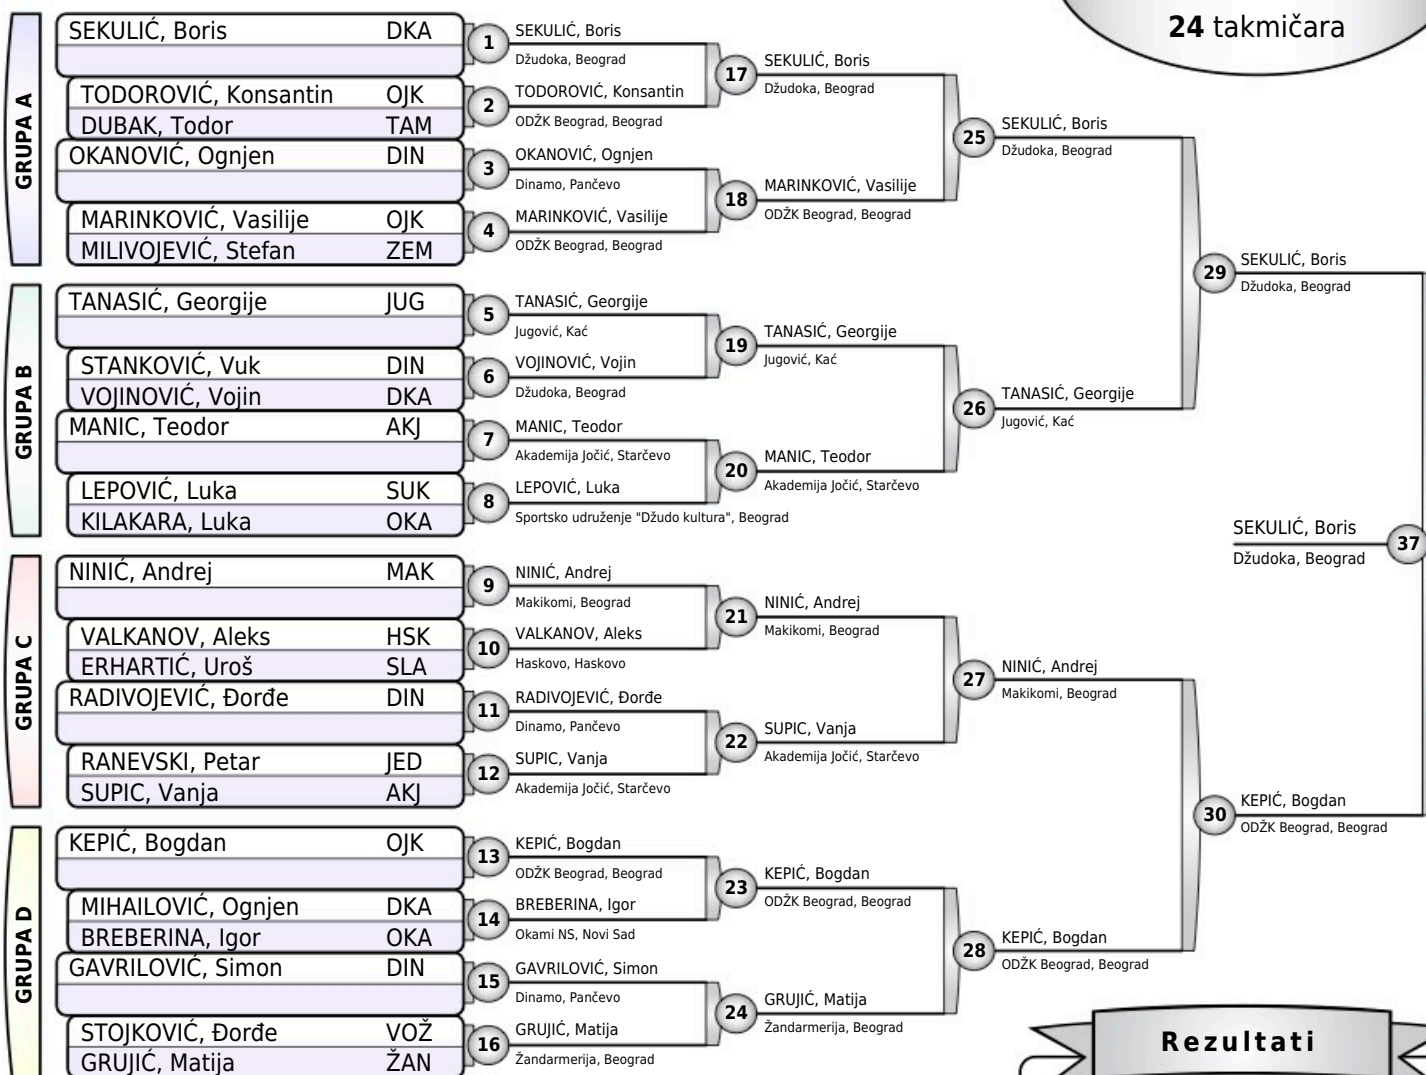 24 takmičara
GRUPA A
SEKULIĆ, Boris DKA
TODOROVIĆ, Konsantin OJK
DUBAK, Todor TAM
OKANOVIĆ, Ognjen DIN
MARINKOVIĆ, Vasilije OJK
MILIVOJEVIĆ, Stefan ZEM
GRUPA B
TANASIĆ, Georgije JUG
STANKOVIĆ, Vuk DIN
VOJINOVIĆ, Vojin DKA
MANIC, Teodor AKJ
LEPOVIĆ, Luka SUK
KILAKARA, Luka OKA
GRUPA C
NINIĆ, Andrej MAK
VALKANOV, Aleks HSK
ERHARTIĆ, Uroš SLA
RADIVOJEVIĆ, Đorđe DIN
RANEVSKI, Petar JED
SUPIC, Vanja AKJ
GRUPA D
KEPIĆ, Bogdan OJK
MIHAILOVIĆ, Ognjen DKA
BREBERINA, Igor OKA
GAVRILOVIĆ, Simon DIN
STOJKOVIĆ, Đorđe VOŽ
GRUJIĆ, Matija ŽAN
1 SEKULIĆ, Boris
Džudoka, Beograd
2 TODOROVIĆ, Konsantin
ODŽK Beograd, Beograd
3 OKANOVIĆ, Ognjen
Dinamo, Pančevo
4 MARINKOVIĆ, Vasilije
ODŽK Beograd, Beograd
5 TANASIĆ, Georgije
Jugović, Kać
6 VOJINOVIĆ, Vojin
Džudoka, Beograd
7 MANIC, Teodor
Akademija Jočić, Starčevo
8 LEPOVIĆ, Luka
Sportsko udruženje "Džudo kultura", Beograd
9 NINIĆ, Andrej
Makikomi, Beograd
10 VALKANOV, Aleks
Haskovo, Haskovo
11 RADIVOJEVIĆ, Đorđe
Dinamo, Pančevo
12 SUPIC, Vanja
Akademija Jočić, Starčevo
13 KEPIĆ, Bogdan
ODŽK Beograd, Beograd
14 BREBERINA, Igor
Okami NS, Novi Sad
15 GAVRILOVIĆ, Simon
Dinamo, Pančevo
16 GRUJIĆ, Matija
Žandarmerija, Beograd
17 SEKULIĆ, Boris
Džudoka, Beograd
18 MARINKOVIĆ, Vasilije
ODŽK Beograd, Beograd
19 TANASIĆ, Georgije
Jugović, Kać
20 MANIC, Teodor
Akademija Jočić, Starčevo
21 NINIĆ, Andrej
Makikomi, Beograd
22 SUPIC, Vanja
Akademija Jočić, Starčevo
23 KEPIĆ, Bogdan
ODŽK Beograd, Beograd
24 GRUJIĆ, Matija
Žandarmerija, Beograd
25 SEKULIĆ, Boris
Džudoka, Beograd
26 TANASIĆ, Georgije
Jugović, Kać
27 NINIĆ, Andrej
Makikomi, Beograd
28 KEPIĆ, Bogdan
ODŽK Beograd, Beograd
29 SEKULIĆ, Boris
Džudoka, Beograd
30 KEPIĆ, Bogdan
ODŽK Beograd, Beograd
SEKULIĆ, Boris 37
Džudoka, Beograd
Rezultati